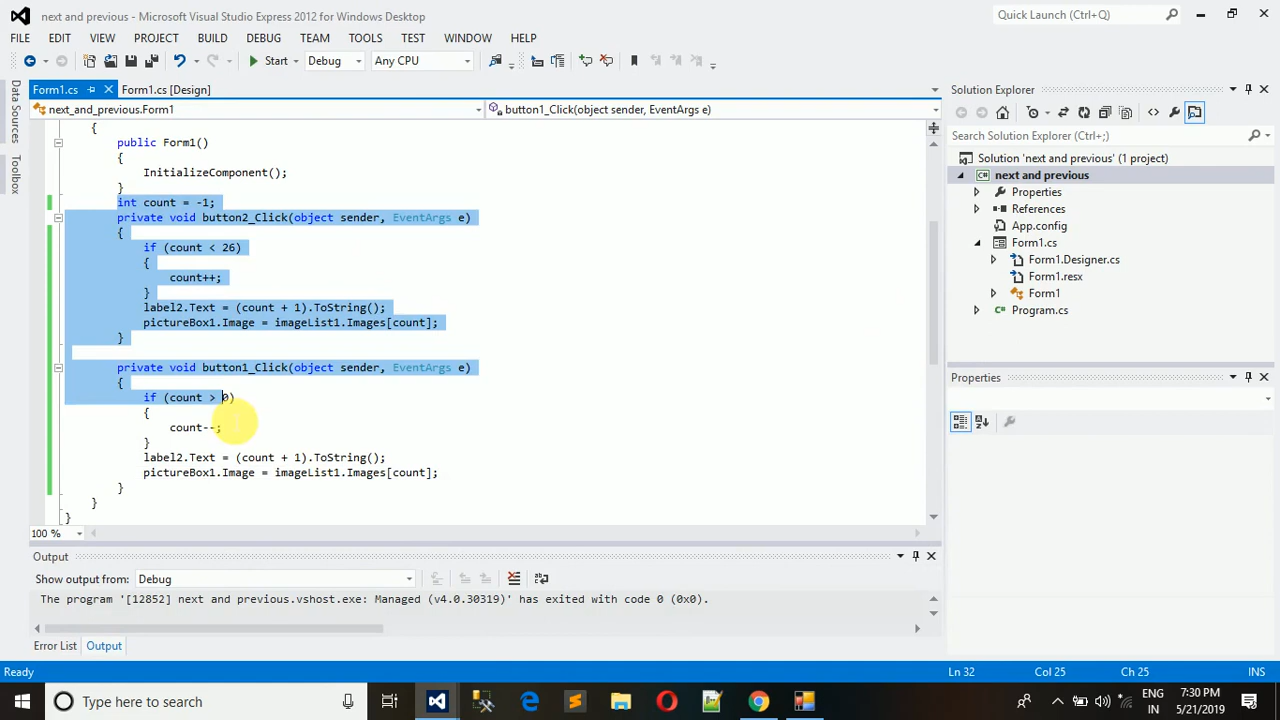 next and previous - Microsoft Visual Studio Express 2012 for Windows Desktop
Quick Launch (Ctrl+Q)
FILE EDIT VIEW PROJECT BUILD DEBUG TEAM TOOLS TEST WINDOW HELP
Start Debug Any CPU
Data Sources
Toolbox
Form1.cs Form1.cs [Design]
next_and_previous.Form1 button1_Click(object sender, EventArgs e)
{
public Form1()
{
InitializeComponent();
}
int count = -1;
private void button2_Click(object sender, EventArgs e)
{
if (count < 26)
{
count++;
}
label2.Text = (count + 1).ToString();
pictureBox1.Image = imageList1.Images[count];
}
private void button1_Click(object sender, EventArgs e)
{
if (count > 0)
{
count--;
}
label2.Text = (count + 1).ToString();
pictureBox1.Image = imageList1.Images[count];
}
}
}
100 %
Solution Explorer
Search Solution Explorer (Ctrl+;)
Solution 'next and previous' (1 project)
C# next and previous
Properties
References
App.config
Form1.cs
Form1.Designer.cs
Form1.resx
Form1
Program.cs
Properties
Output
Show output from: Debug
The program '[12852] next and previous.vshost.exe: Managed (v4.0.30319)' has exited with code 0 (0x0).
Error List Output
Ready Ln 32 Col 25 Ch 25 INS
Type here to search
ENG
IN
7:30 PM
5/21/2019